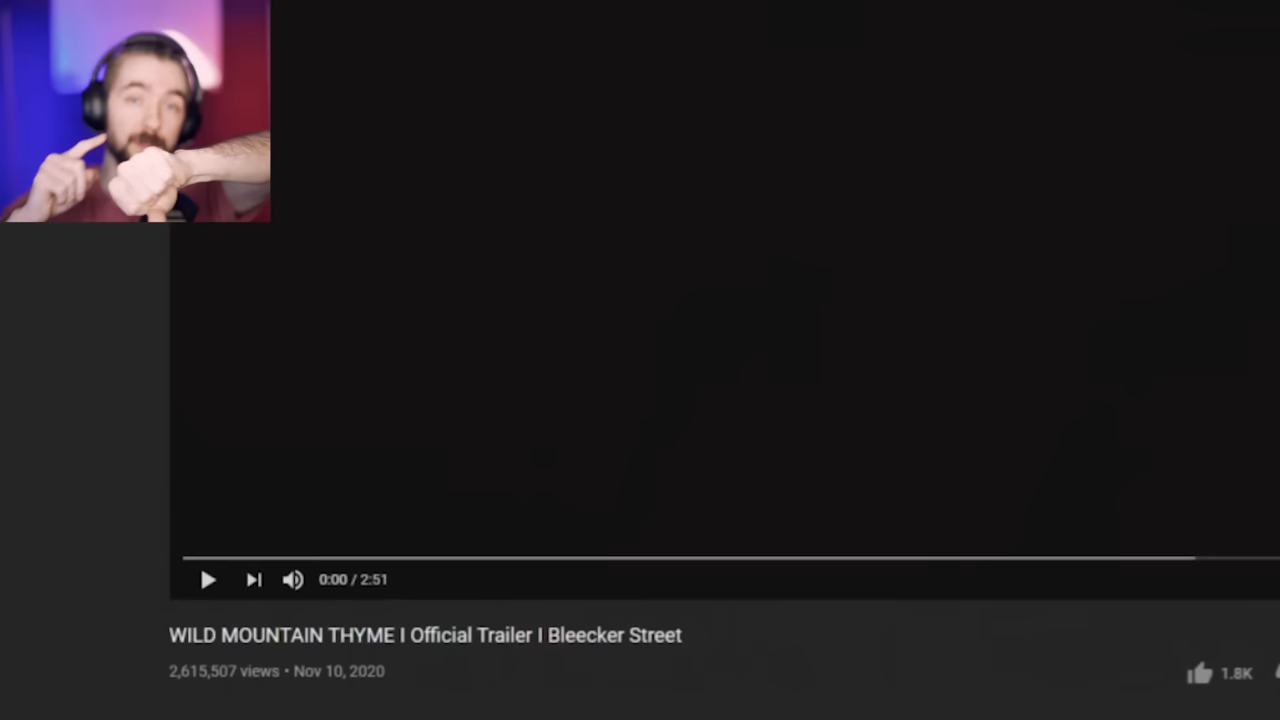 0:00 / 2:51
WILD MOUNTAIN THYME I Official Trailer I Bleecker Street
2,615,507 views • Nov 10, 2020
1.8K